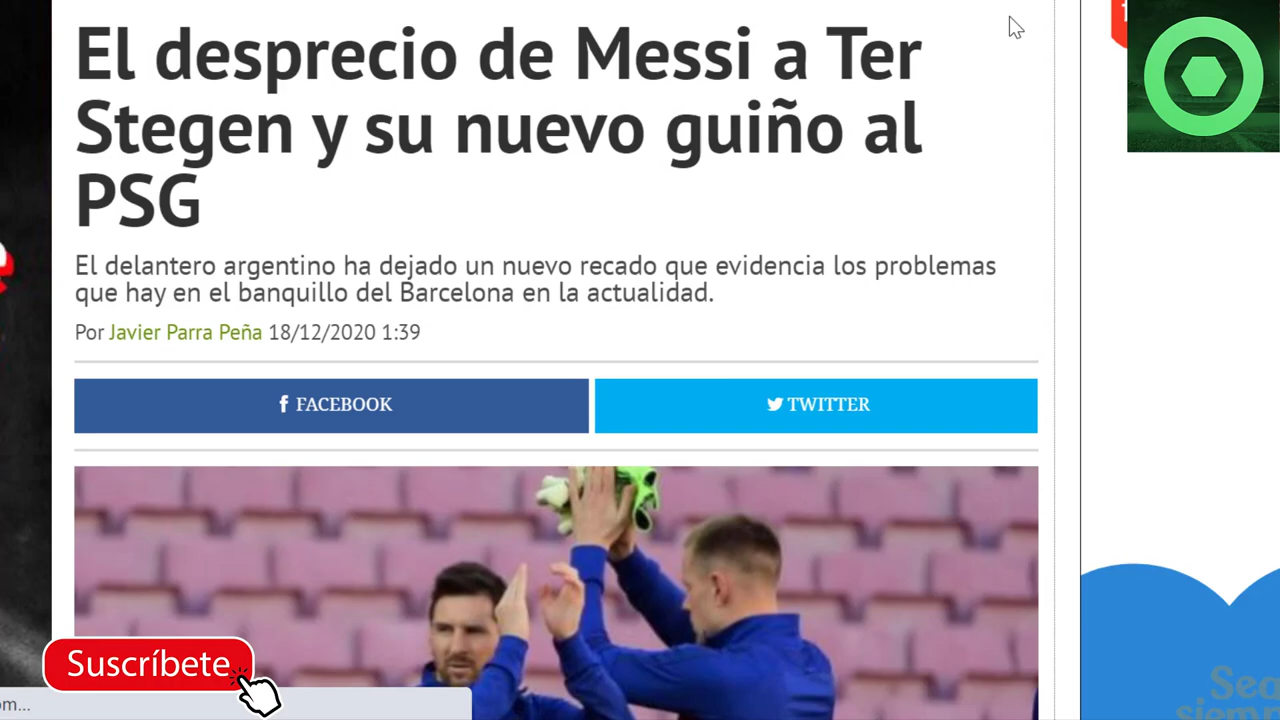 El desprecio de Messi a Ter
Stegen y su nuevo guiño al
PSG
El delantero argentino ha dejado un nuevo recado que evidencia los problemas
que hay en el banquillo del Barcelona en la actualidad.
Por Javier Parra Peña 18/12/2020 1:39
FACEBOOK
TWITTER
Suscríbete
om...